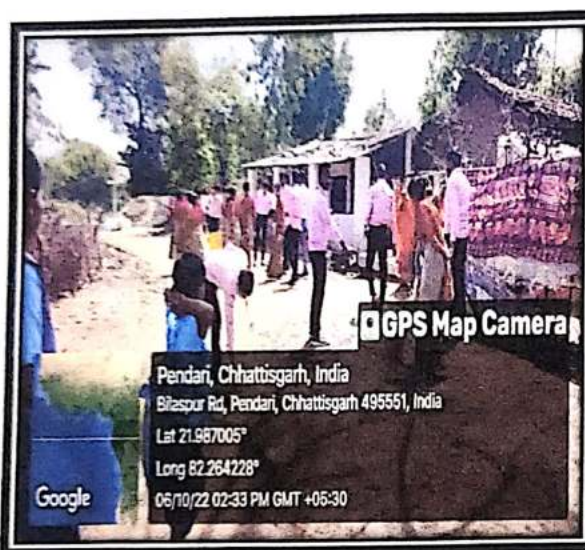 GPS Map Camera
Pendari, Chhattisgarh, India
Bilaspur Rd, Pendari, Chhattisgarh 495551, India
Lat 21.987005°
Long 82.264228°
06/10/22 02:33 PM GMT +05:30
Google